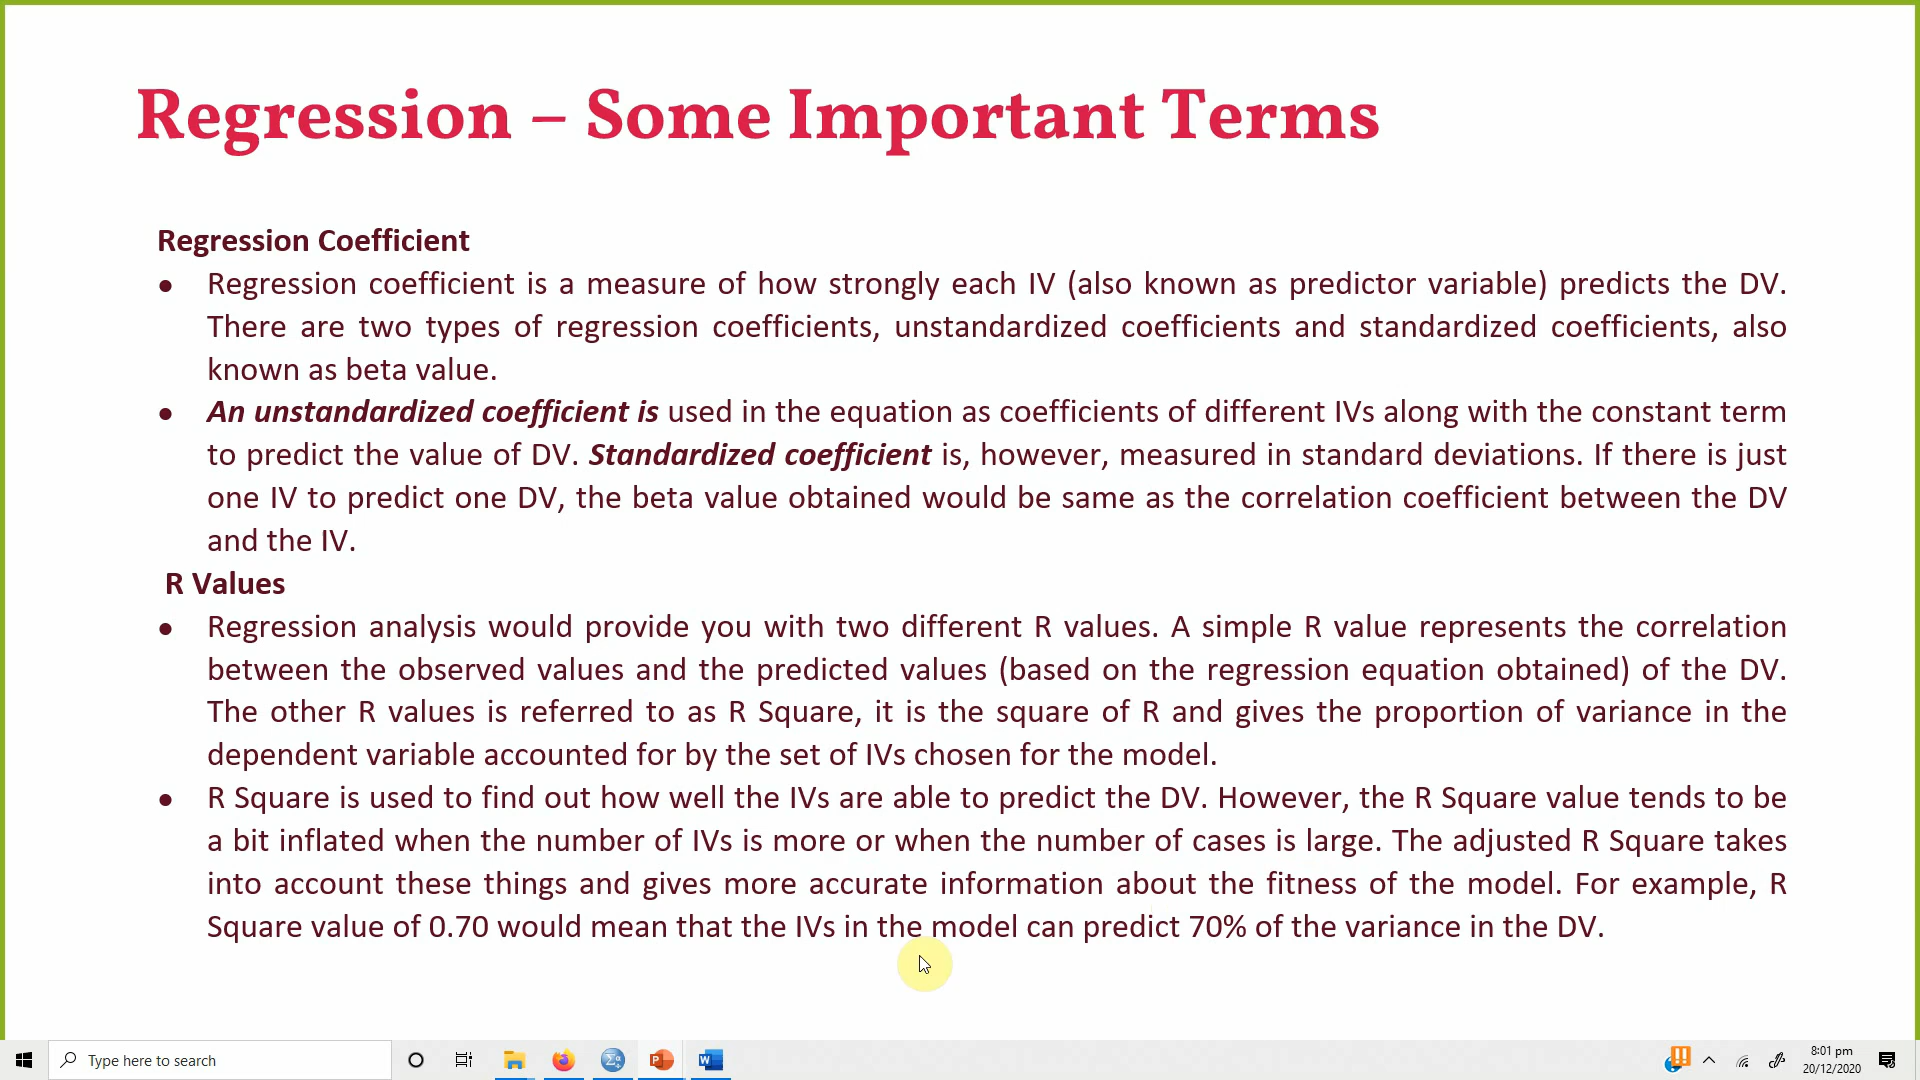 Regression – Some Important Terms
Regression Coefficient
● Regression coefficient is a measure of how strongly each IV (also known as predictor variable) predicts the DV.
There are two types of regression coefficients, unstandardized coefficients and standardized coefficients, also
known as beta value.
● An unstandardized coefficient is used in the equation as coefficients of different IVs along with the constant term
to predict the value of DV. Standardized coefficient is, however, measured in standard deviations. If there is just
one IV to predict one DV, the beta value obtained would be same as the correlation coefficient between the DV
and the IV.
R Values
● Regression analysis would provide you with two different R values. A simple R value represents the correlation
between the observed values and the predicted values (based on the regression equation obtained) of the DV.
The other R values is referred to as R Square, it is the square of R and gives the proportion of variance in the
dependent variable accounted for by the set of IVs chosen for the model.
● R Square is used to find out how well the IVs are able to predict the DV. However, the R Square value tends to be
a bit inflated when the number of IVs is more or when the number of cases is large. The adjusted R Square takes
into account these things and gives more accurate information about the fitness of the model. For example, R
Square value of 0.70 would mean that the IVs in the model can predict 70% of the variance in the DV.
Type here to search
8:01 pm
20/12/2020